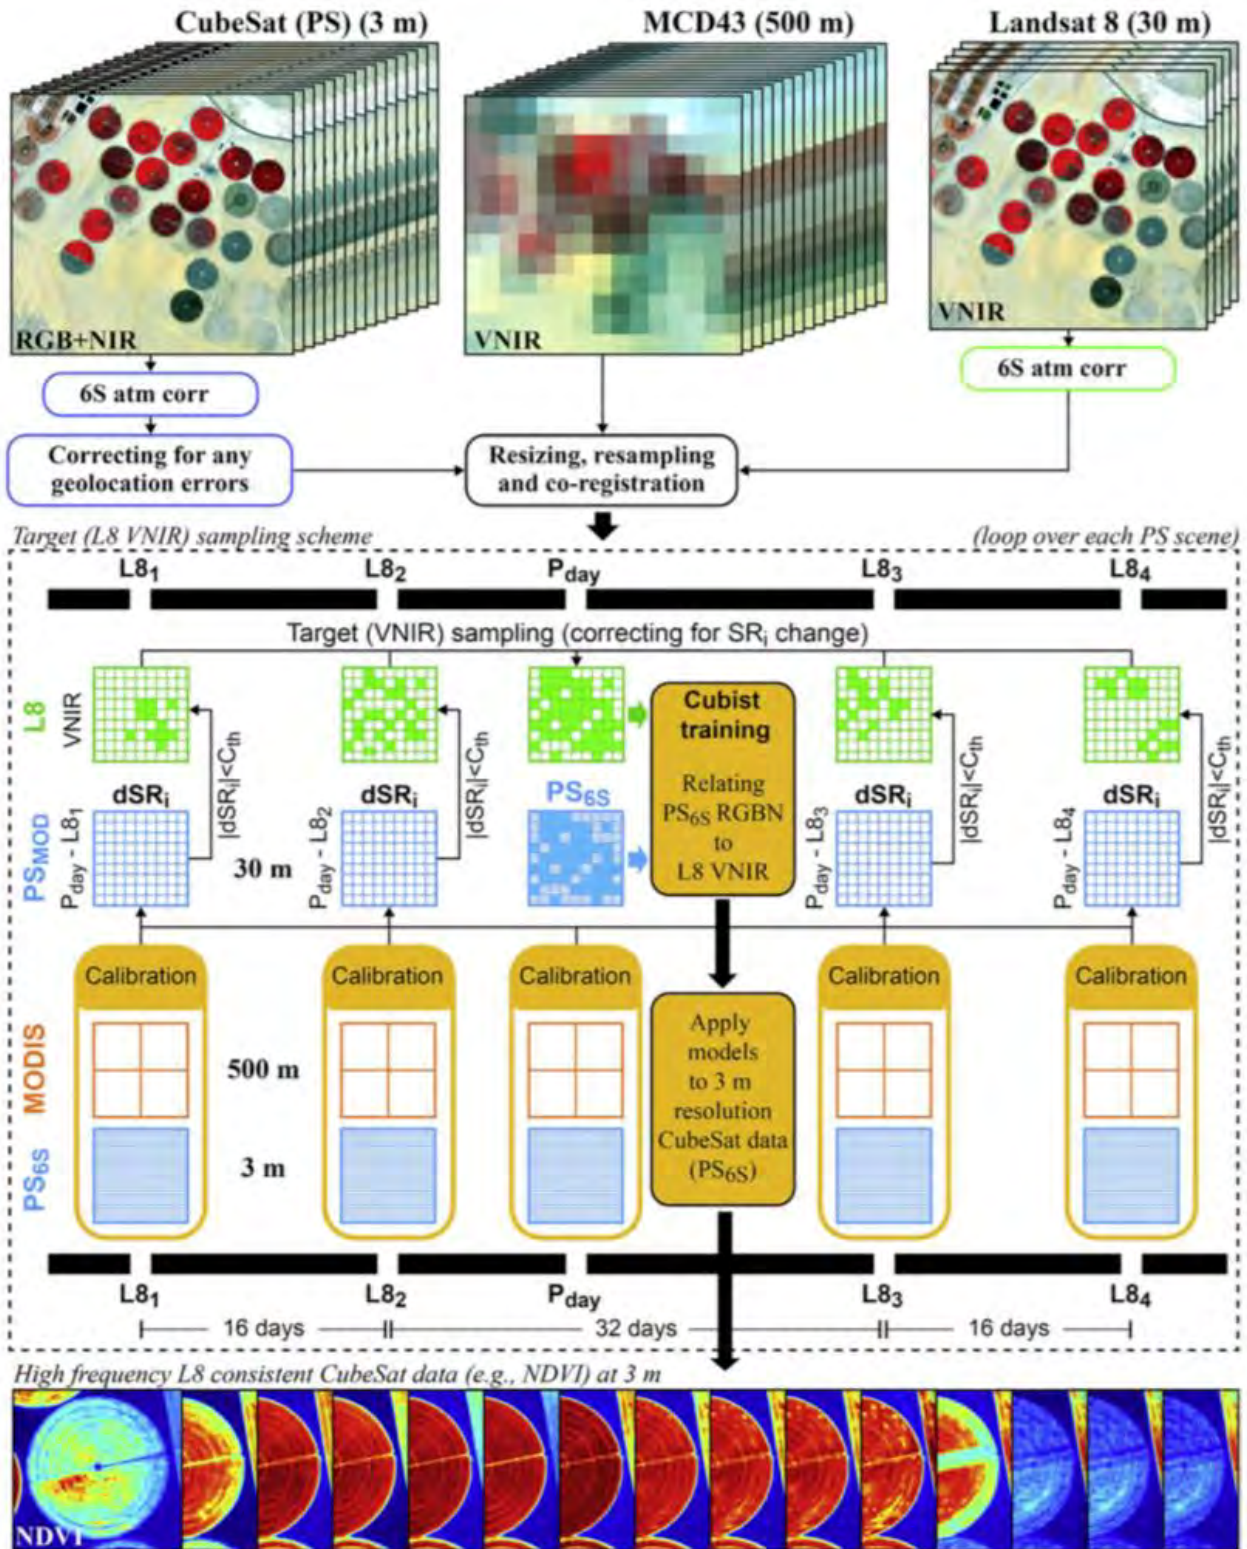 CubeSat (PS) (3 m)
MCD43 (500 m)
Landsat 8 (30 m)
RGB+NIR
VNIR
VNIR
6S atm corr
6S atm corr
Correcting for any
geolocation errors
Resizing, resampling
and co-registration
Target (L8 VNIR) sampling scheme
(loop over each PS scene)
L8₁
L8₂
P_day
L8₃
L8₄
Target (VNIR) sampling (correcting for SRᵢ change)
L8
VNIR
|dSRᵢ|<C_th
|dSRᵢ|<C_th
|dSRᵢ|<C_th
|dSRᵢ|<C_th
Cubist
training
Relating
PS₆S RGBN
to
L8 VNIR
dSRᵢ
dSRᵢ
PS₆S
dSRᵢ
dSRᵢ
PS_MOD
P_day - L8₁
30 m
P_day - L8₂
P_day - L8₃
P_day - L8₄
Calibration
Calibration
Calibration
Calibration
Calibration
MODIS
500 m
Apply
models
to 3 m
resolution
CubeSat data
(PS₆S)
PS₆S
3 m
L8₁
L8₂
P_day
L8₃
L8₄
16 days
32 days
16 days
High frequency L8 consistent CubeSat data (e.g., NDVI) at 3 m
NDVI